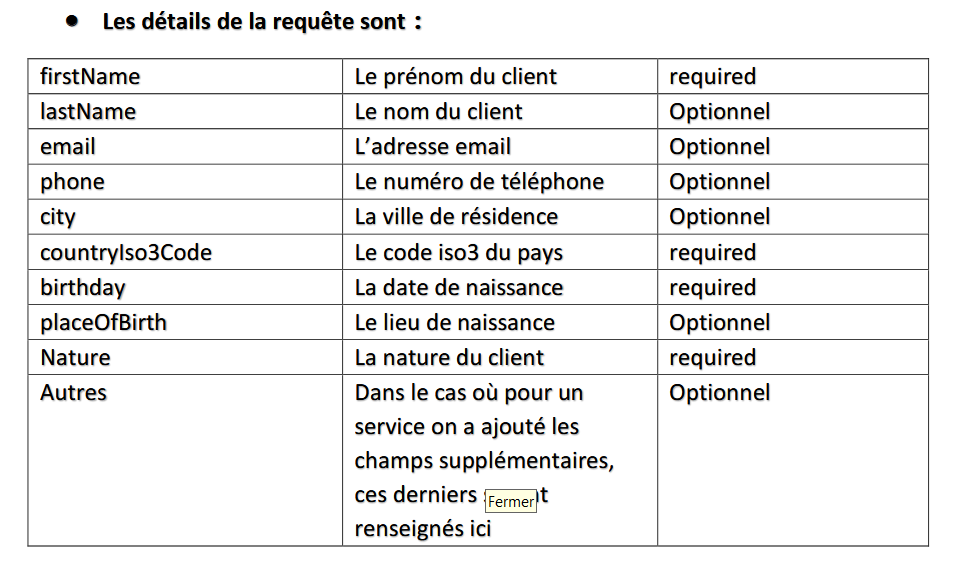 • Les détails de la requête sont :
firstName Le prénom du client required
lastName Le nom du client Optionnel
email L’adresse email Optionnel
phone Le numéro de téléphone Optionnel
city La ville de résidence Optionnel
countryIso3Code Le code iso3 du pays required
birthday La date de naissance required
placeOfBirth Le lieu de naissance Optionnel
Nature La nature du client required
Autres Dans le cas où pour un Optionnel
service on a ajouté les
champs supplémentaires,
ces derniers
Fermer
renseignés ici